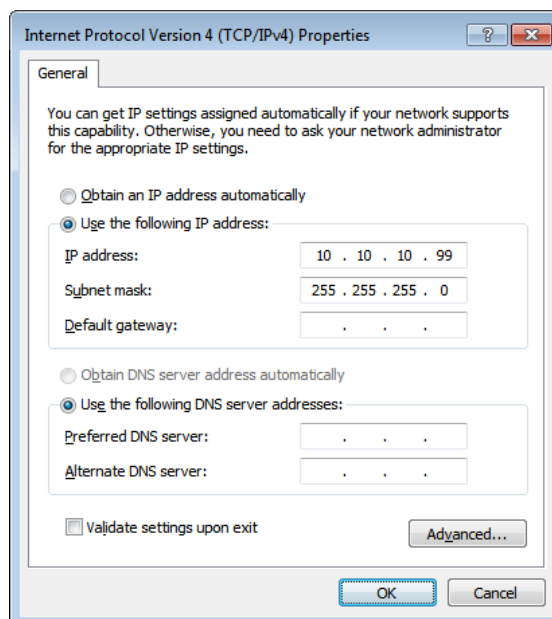 Internet Protocol Version 4 (TCP/IPv4) Properties
?
General
You can get IP settings assigned automatically if your network supports
this capability. Otherwise, you need to ask your network administrator
for the appropriate IP settings.
Obtain an IP address automatically
Use the following IP address:
IP address: 10 . 10 . 10 . 99
Subnet mask: 255 . 255 . 255 . 0
Default gateway: . . .
Obtain DNS server address automatically
Use the following DNS server addresses:
Preferred DNS server: . . .
Alternate DNS server: . . .
Validate settings upon exit
Advanced...
OK Cancel